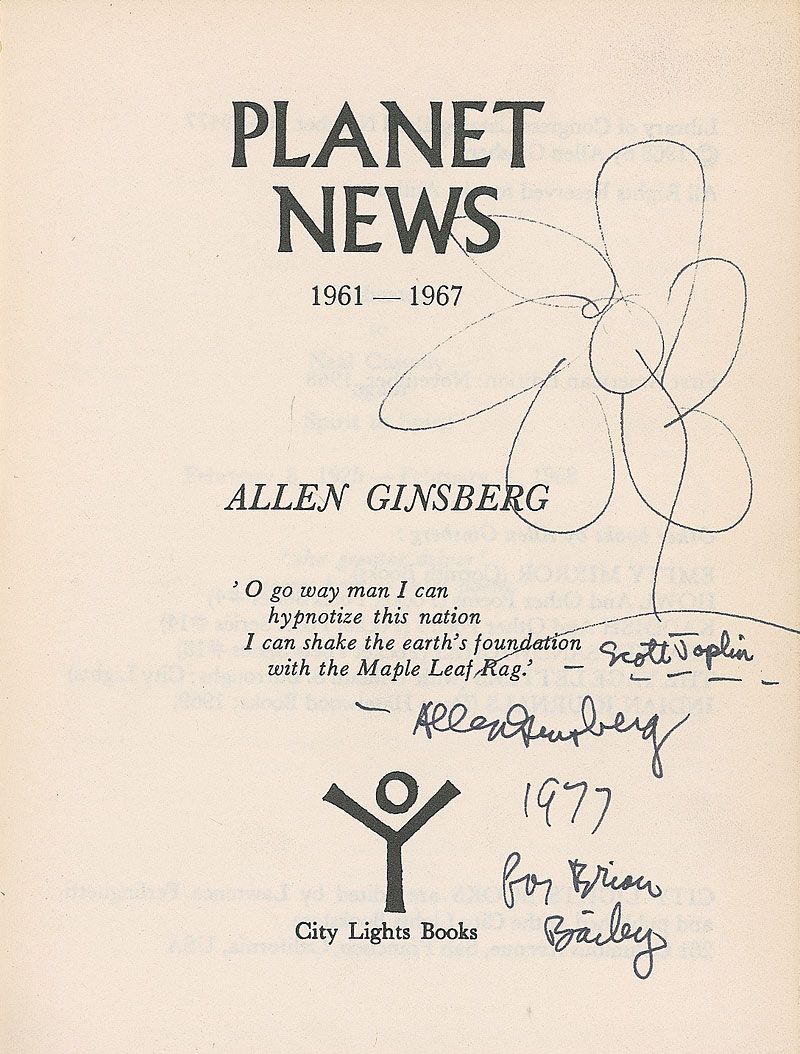 PLANET
NEWS
1961 — 1967
ALLEN GINSBERG
' O go way man I can
hypnotize this nation
I can shake the earth's foundation
with the Maple Leaf Rag.'
— Scott Joplin
— Allen Ginsberg
1977
for Brian
Bailey
City Lights Books